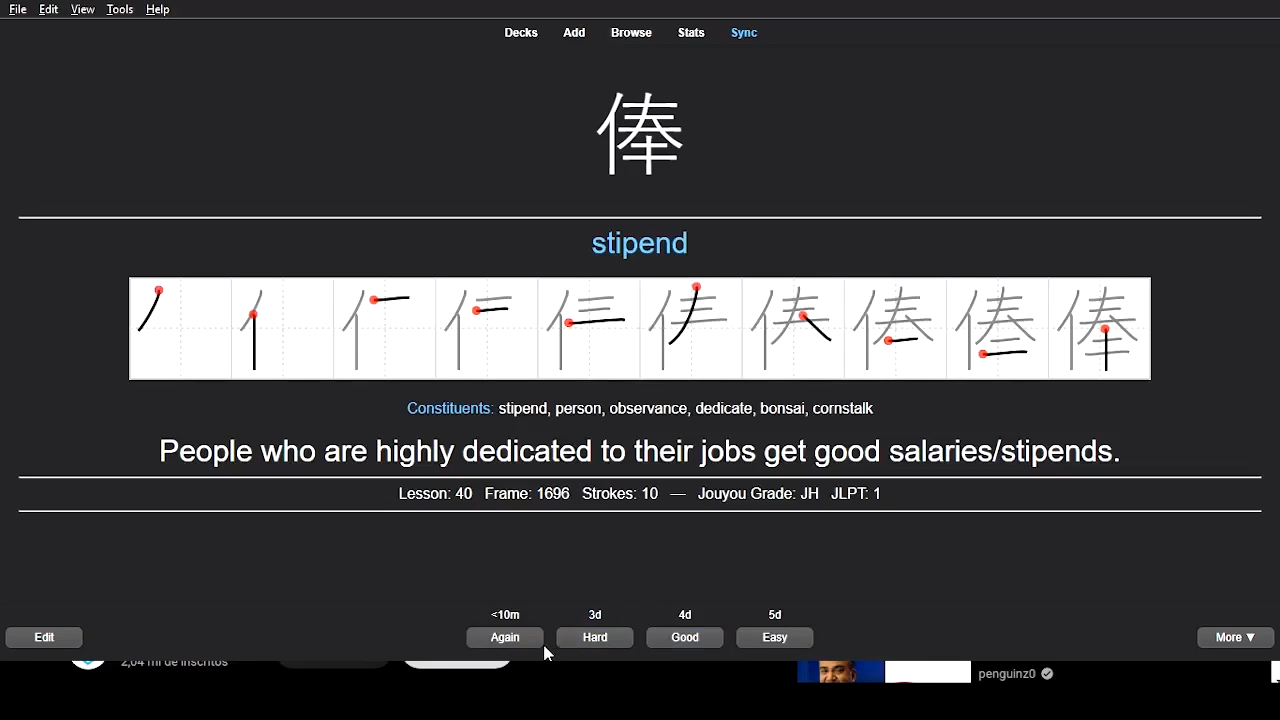 File Edit View Tools Help
Decks Add Browse Stats Sync
俸
stipend
Constituents: stipend, person, observance, dedicate, bonsai, cornstalk
People who are highly dedicated to their jobs get good salaries/stipends.
Lesson: 40 Frame: 1696 Strokes: 10 — Jouyou Grade: JH JLPT: 1
<10m 3d 4d 5d
Edit Again Hard Good Easy More ▼
2,04 mil de inscritos
penguinz0